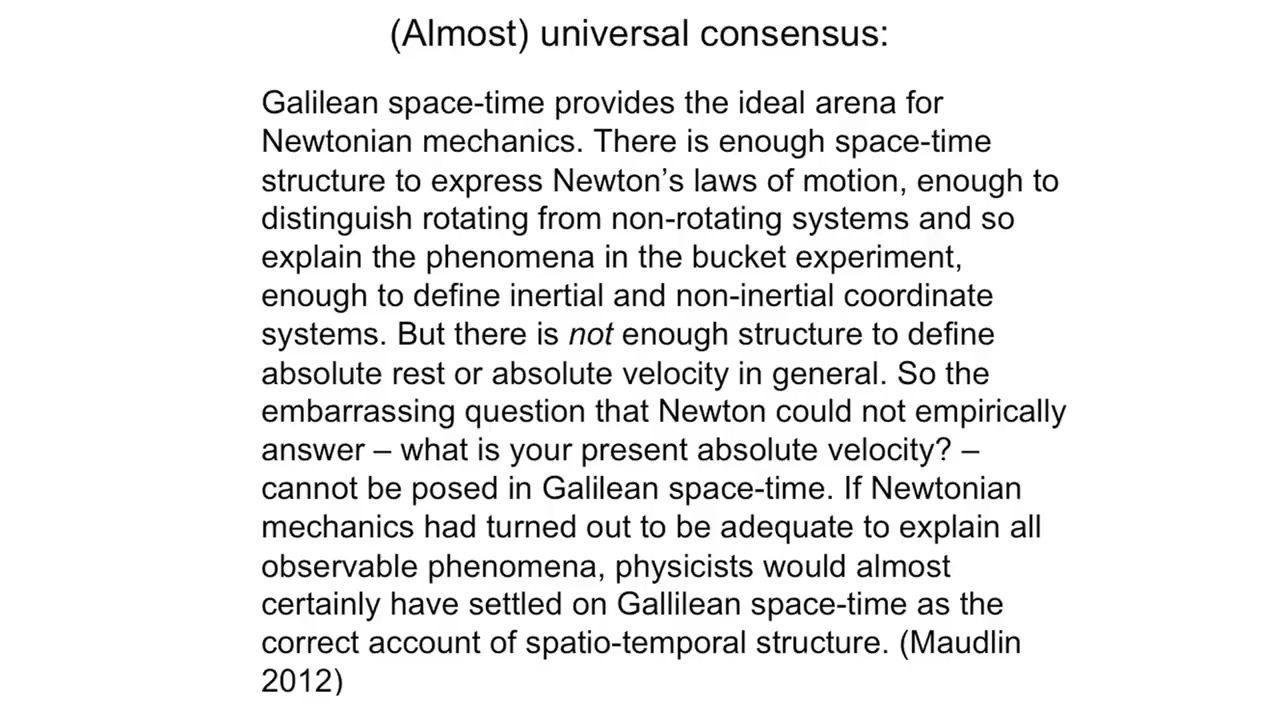 (Almost) universal consensus:
Galilean space-time provides the ideal arena for
Newtonian mechanics. There is enough space-time
structure to express Newton’s laws of motion, enough to
distinguish rotating from non-rotating systems and so
explain the phenomena in the bucket experiment,
enough to define inertial and non-inertial coordinate
systems. But there is not enough structure to define
absolute rest or absolute velocity in general. So the
embarrassing question that Newton could not empirically
answer – what is your present absolute velocity? –
cannot be posed in Galilean space-time. If Newtonian
mechanics had turned out to be adequate to explain all
observable phenomena, physicists would almost
certainly have settled on Gallilean space-time as the
correct account of spatio-temporal structure. (Maudlin
2012)